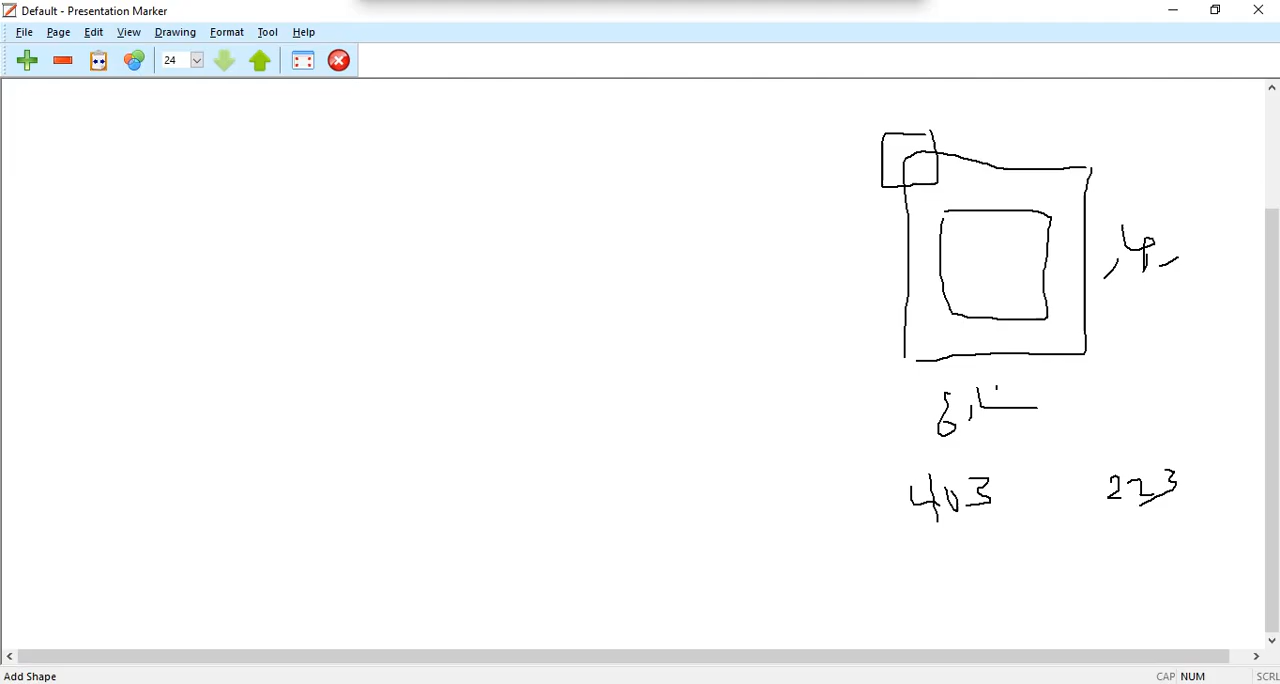 Default - Presentation Marker
File Page Edit View Drawing Format Tool Help
24
403 223
Add Shape CAP NUM SCRL